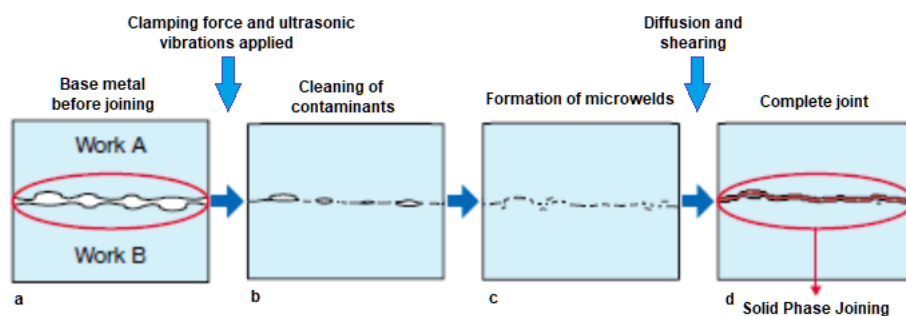 Clamping force and ultrasonic
vibrations applied
Diffusion and
shearing
Base metal
before joining
Cleaning of
contaminants
Formation of microwelds
Complete joint
Work A
Work B
a
b
c
d
Solid Phase Joining